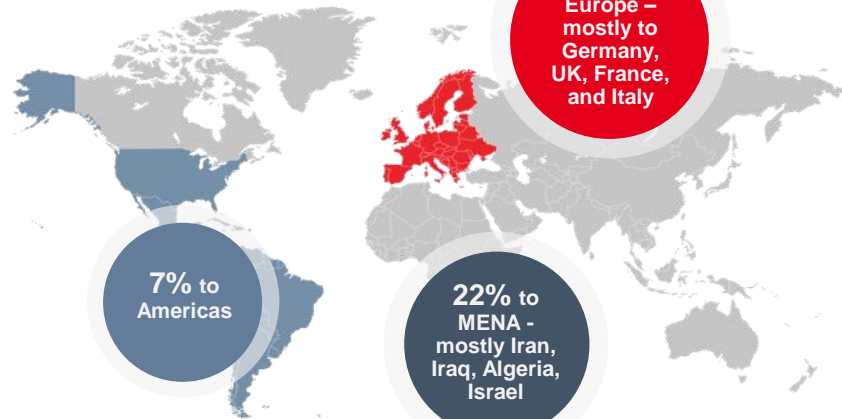 Europe –
mostly to
Germany,
UK, France,
and Italy
7% to
Americas
22% to
MENA -
mostly Iran,
Iraq, Algeria,
Israel